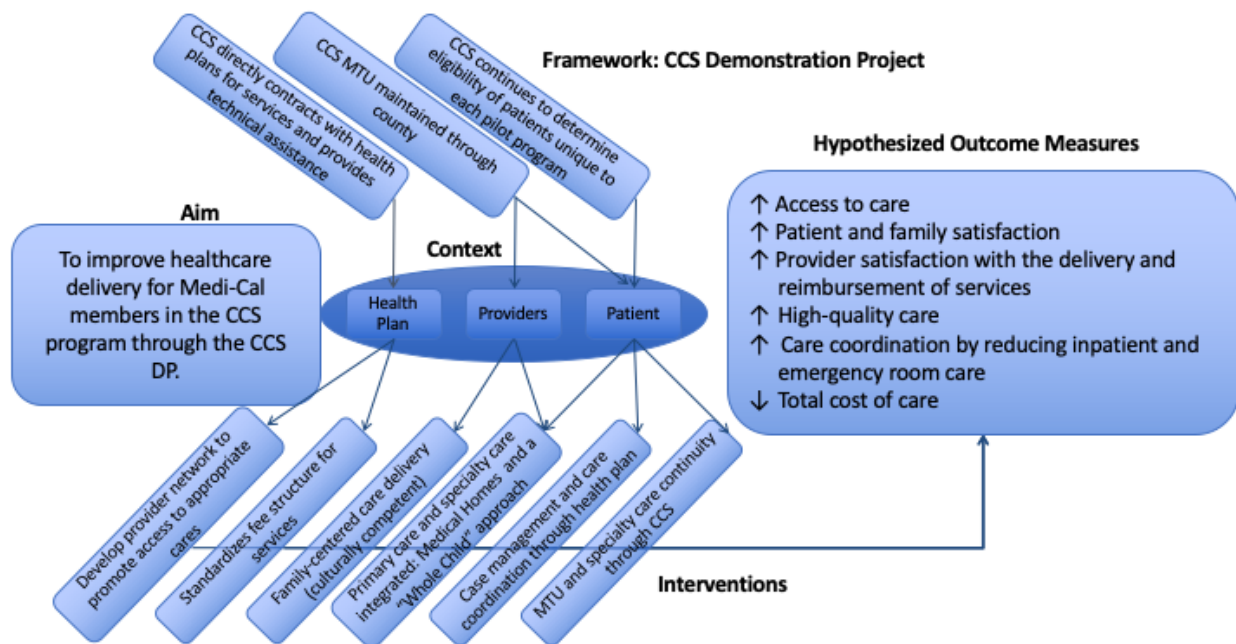 Framework: CCS Demonstration Project
CCS directly contracts with health
plans for services and provides
technical assistance
CCS MTU maintained through
county
CCS continues to determine
eligibility of patients unique to
each pilot program
Aim
To improve healthcare
delivery for Medi-Cal
members in the CCS
program through the CCS
DP.
Context
Health
Plan
Providers
Patient
Hypothesized Outcome Measures
↑ Access to care
↑ Patient and family satisfaction
↑ Provider satisfaction with the delivery and
reimbursement of services
↑ High-quality care
↑ Care coordination by reducing inpatient and
emergency room care
↓ Total cost of care
Develop provider network to
promote access to appropriate
cares
Standardizes fee structure for
services
Family-centered care delivery
(culturally competent)
Primary care and specialty care
integrated: Medical Homes and a
“Whole Child” approach
Case management and care
coordination through health plan
MTU and specialty care continuity
through CCS
Interventions